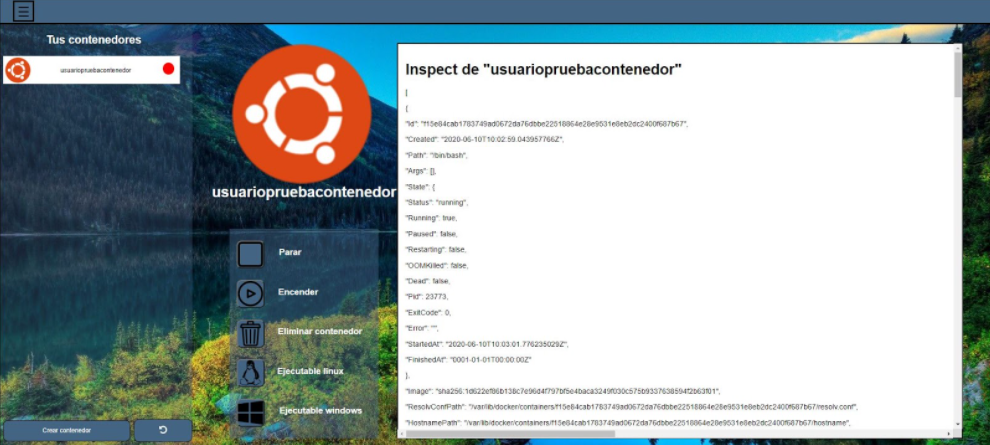 Tus contenedores
usuariopruebacontenedor
usuariopruebacontenedor
Parar
Encender
Eliminar contenedor
Ejecutable linux
Ejecutable windows
Crear contenedor
Inspect de "usuariopruebacontenedor"
[
{
"Id": "f15e84cab1783749ad0672da76dbbe22518864e28e9531e8eb2dc2400f687b67",
"Created": "2020-06-10T10:02:59.043957766Z",
"Path": "/bin/bash",
"Args": [],
"State": {
"Status": "running",
"Running": true,
"Paused": false,
"Restarting": false,
"OOMKilled": false,
"Dead": false,
"Pid": 23773,
"ExitCode": 0,
"Error": "",
"StartedAt": "2020-06-10T10:03:01.776235029Z",
"FinishedAt": "0001-01-01T00:00:00Z"
},
"Image": "sha256:1d622ef86b138c7e96d4f797bf5e4baca3249f030c575b9337638594f2b63f01",
"ResolvConfPath": "/var/lib/docker/containers/f15e84cab1783749ad0672da76dbbe22518864e28e9531e8eb2dc2400f687b67/resolv.conf",
"HostnamePath": "/var/lib/docker/containers/f15e84cab1783749ad0672da76dbbe22518864e28e9531e8eb2dc2400f687b67/hostname",